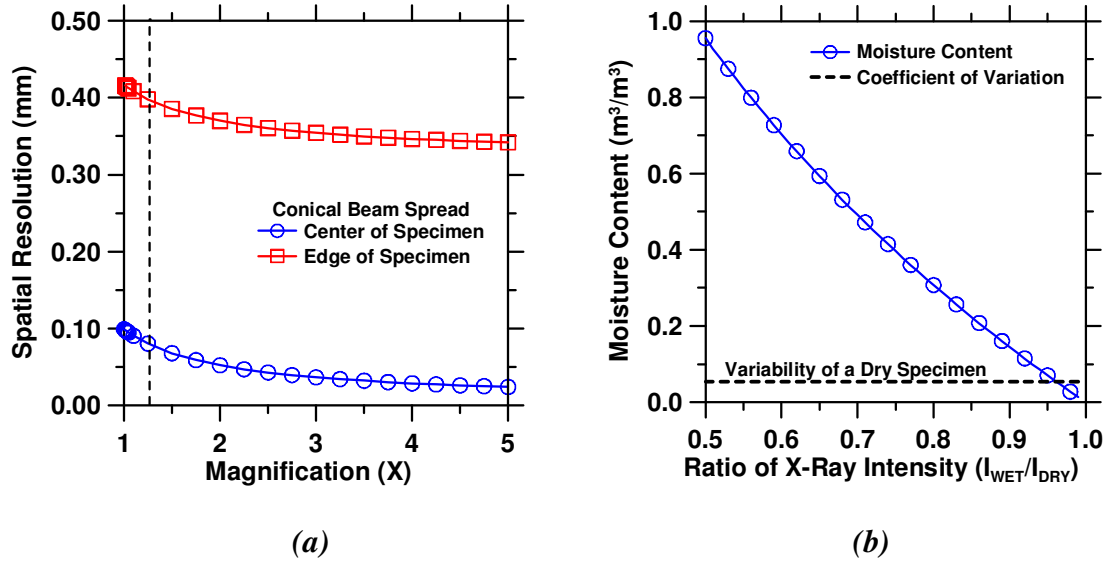 0.50
0.40
0.30
0.20
0.10
0.00
Spatial Resolution (mm)
Conical Beam Spread
Center of Specimen
Edge of Specimen
1 2 3 4 5
Magnification (X)
(a)
1.0
0.8
0.6
0.4
0.2
0.0
Moisture Content (m³/m³)
Moisture Content
Coefficient of Variation
Variability of a Dry Specimen
0.5 0.6 0.7 0.8 0.9 1.0
Ratio of X-Ray Intensity (I_WET/I_DRY)
(b)